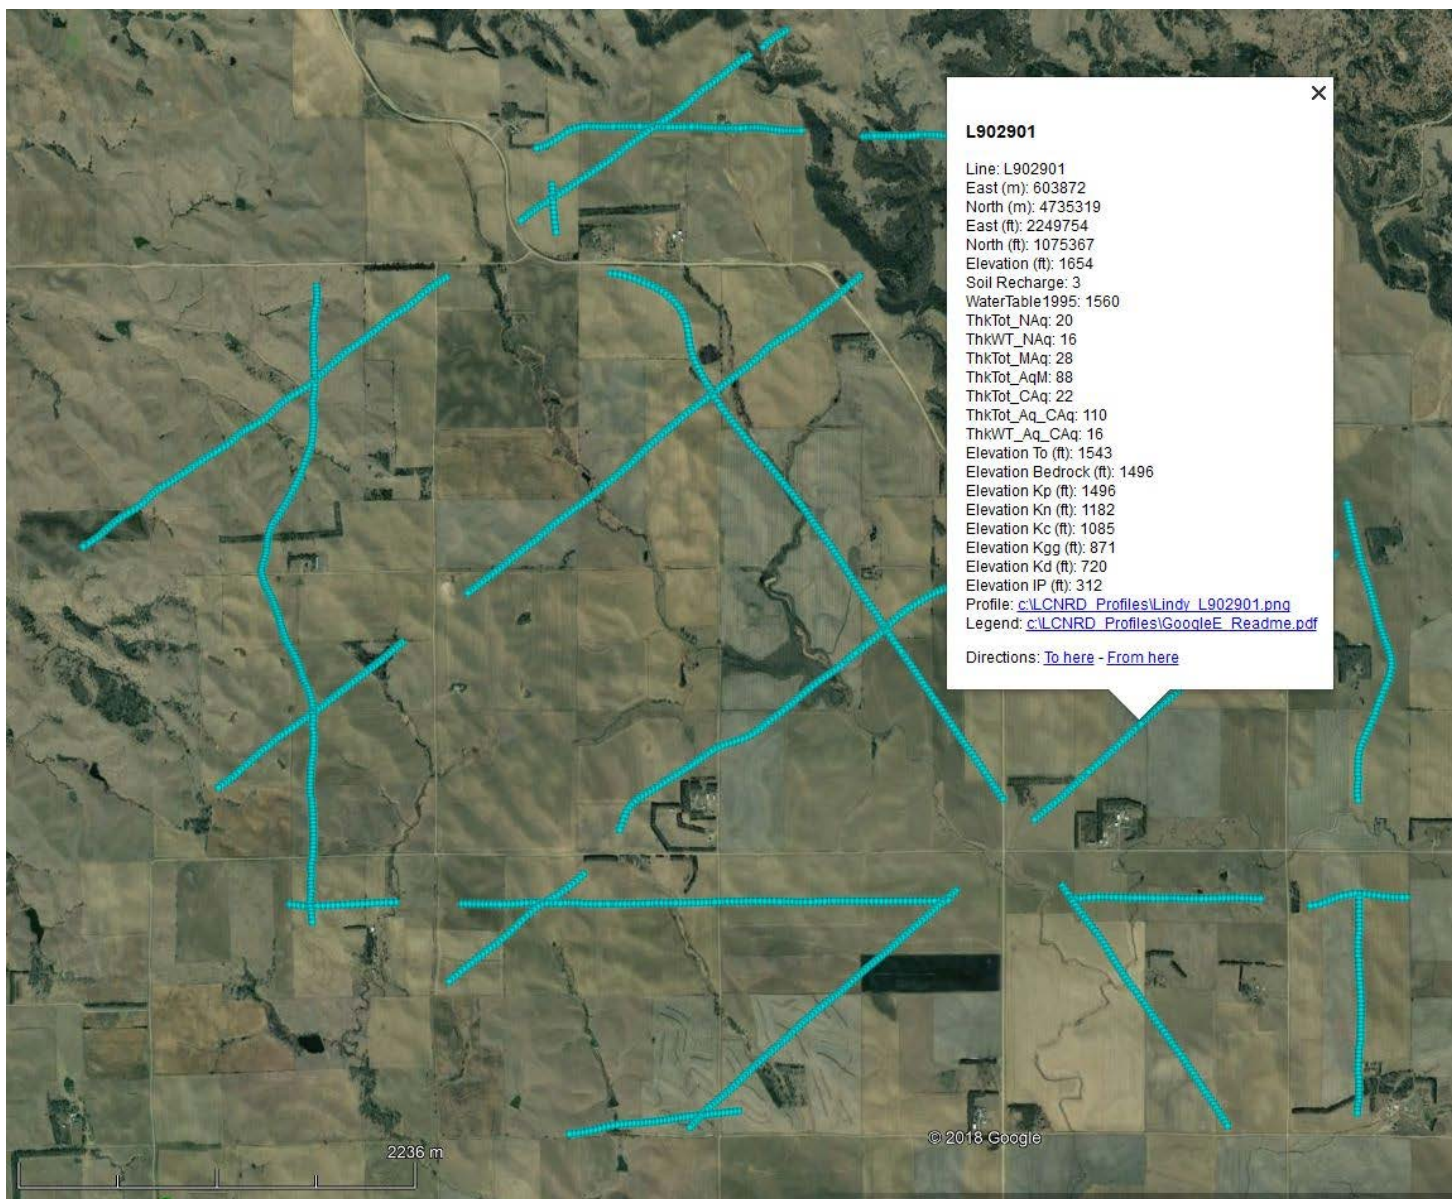 L902901
Line: L902901
East (m): 603872
North (m): 4735319
East (ft): 2249754
North (ft): 1075367
Elevation (ft): 1654
Soil Recharge: 3
WaterTable1995: 1560
ThkTot_NAq: 20
ThkWT_NAq: 16
ThkTot_MAq: 28
ThkTot_AqM: 88
ThkTot_CAq: 22
ThkTot_Aq_CAq: 110
ThkWT_Aq_CAq: 16
Elevation To (ft): 1543
Elevation Bedrock (ft): 1496
Elevation Kp (ft): 1496
Elevation Kn (ft): 1182
Elevation Kc (ft): 1085
Elevation Kgg (ft): 871
Elevation Kd (ft): 720
Elevation IP (ft): 312
Profile: c:\LCNRD_Profiles\Lindy_L902901.png
Legend: c:\LCNRD_Profiles\GoogleE_Readme.pdf
Directions: To here - From here
© 2018 Google
2236 m